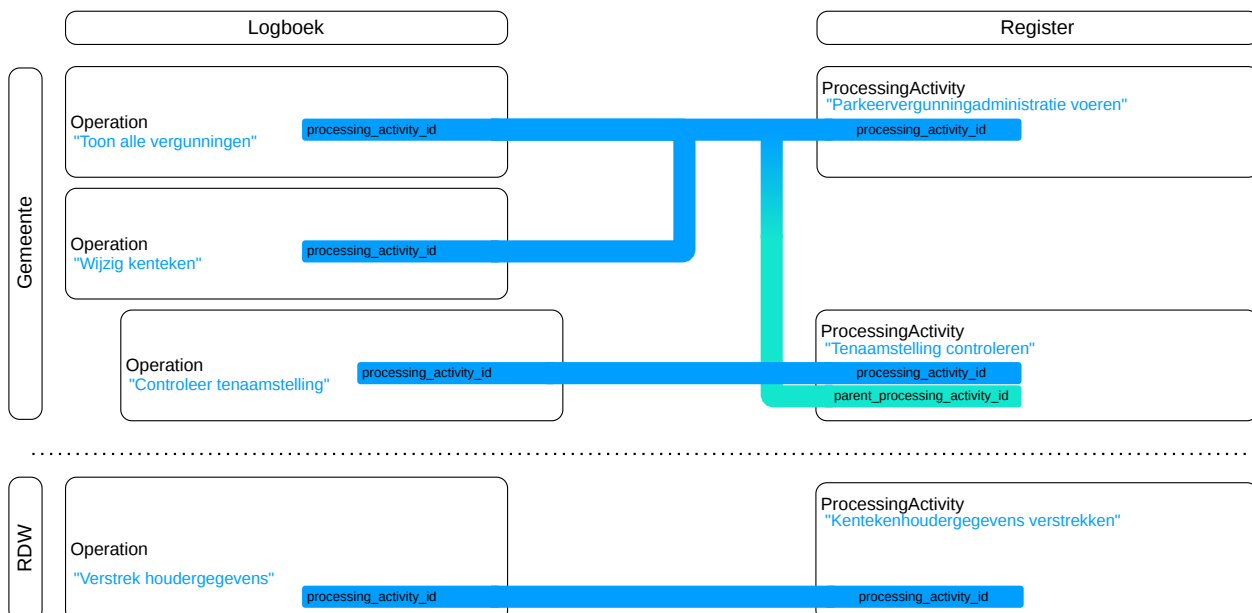 Logboek
Register
Gemeente
Operation
"Toon alle vergunningen"
processing_activity_id
ProcessingActivity
"Parkeervergunningadministratie voeren"
processing_activity_id
Operation
"Wijzig kenteken"
processing_activity_id
Operation
"Controleer tenaamstelling"
processing_activity_id
ProcessingActivity
"Tenaamstelling controleren"
processing_activity_id
parent_processing_activity_id
RDW
Operation
"Verstrek houdergegevens"
processing_activity_id
ProcessingActivity
"Kentekenhoudergegevens verstrekken"
processing_activity_id